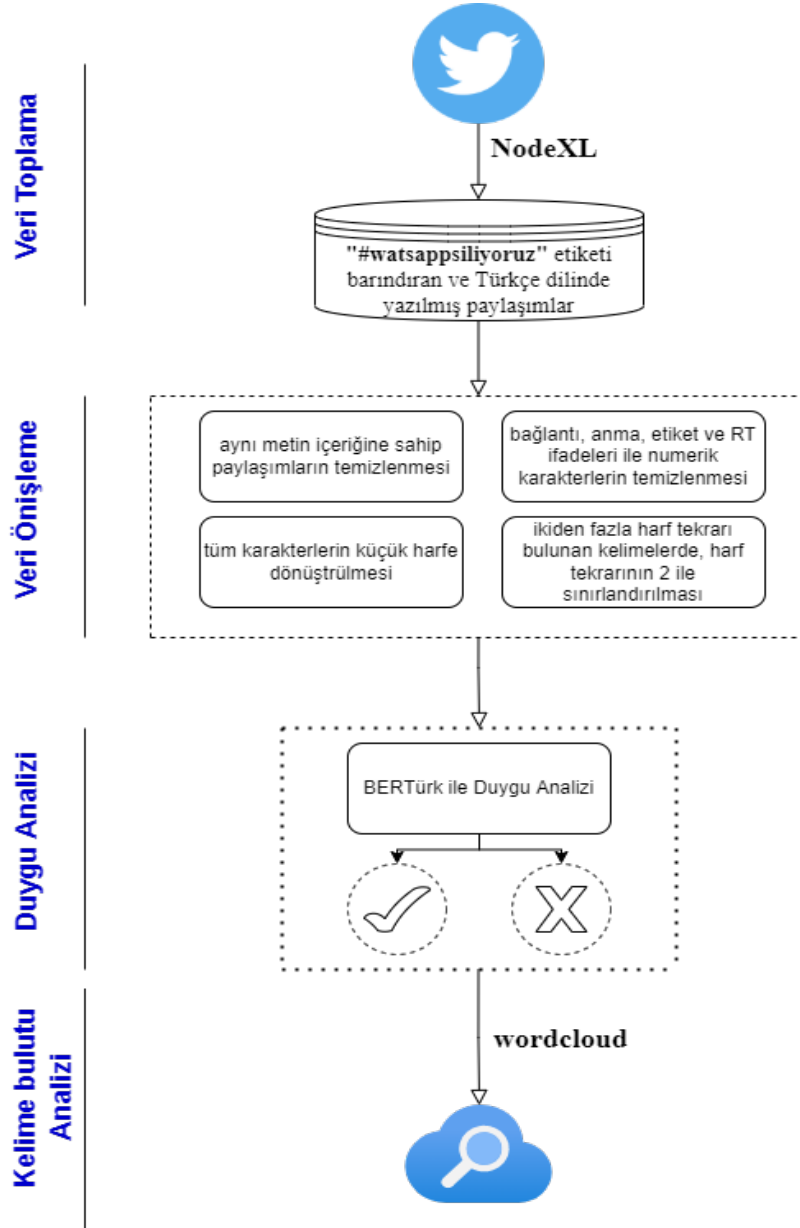 Veri Toplama
NodeXL
"#watsappsiliyoruz" etiketi
barındıran ve Türkçe dilinde
yazılmış paylaşımlar
Veri Önişleme
aynı metin içeriğine sahip
paylaşımların temizlenmesi
bağlantı, anma, etiket ve RT
ifadeleri ile numerik
karakterlerin temizlenmesi
tüm karakterlerin küçük harfe
dönüştrülmesi
ikiden fazla harf tekrarı
bulunan kelimelerde, harf
tekrarının 2 ile
sınırlandırılması
Duygu Analizi
BERTürk ile Duygu Analizi
Kelime bulutu
Analizi
wordcloud